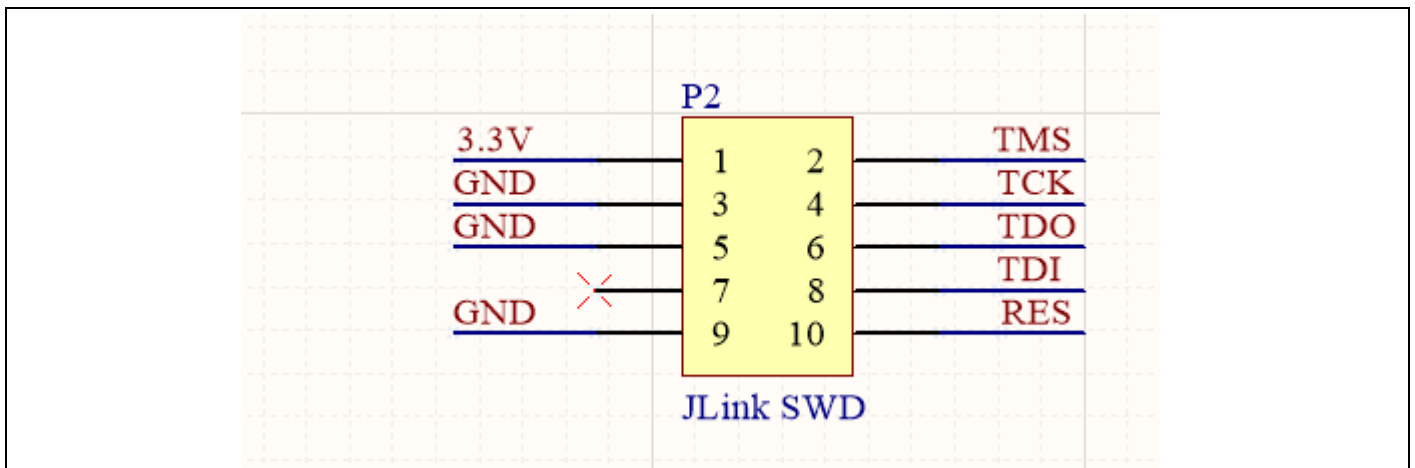 P2
3.3V 1 2 TMS
GND 3 4 TCK
GND 5 6 TDO
7 8 TDI
GND 9 10 RES
JLink SWD